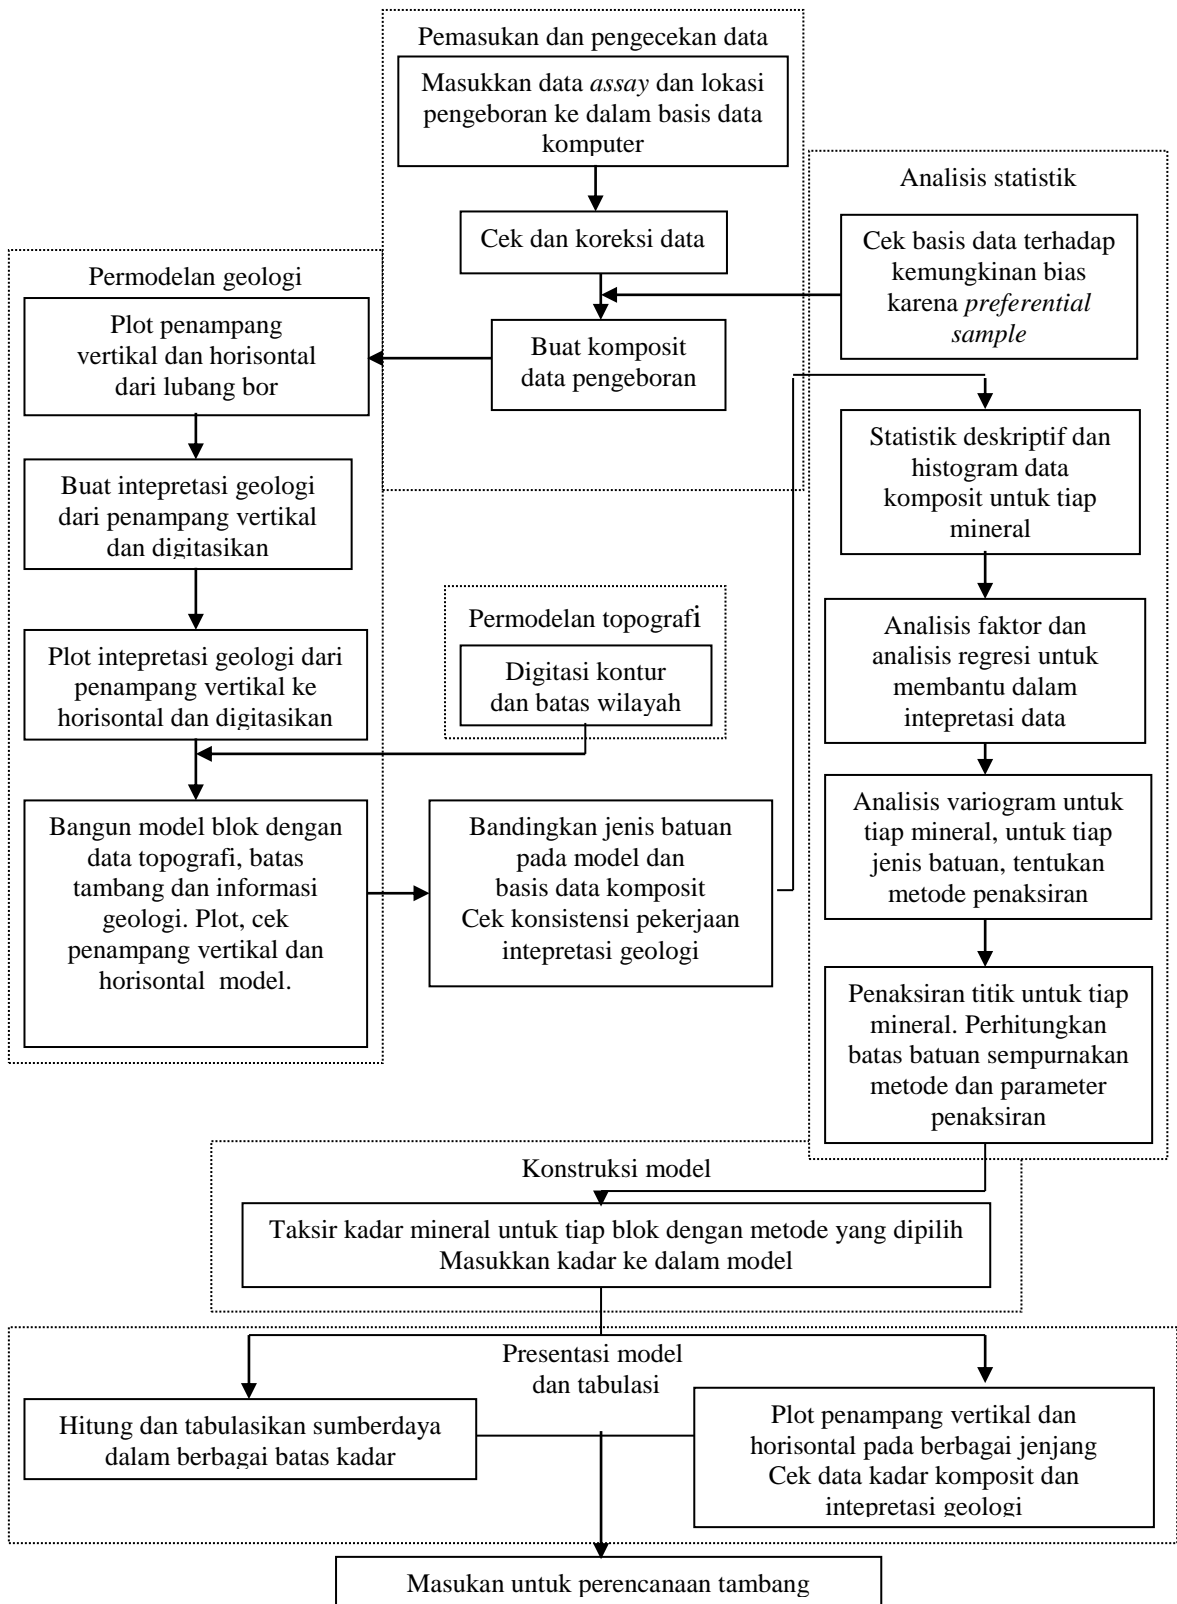 Pemasukan dan pengecekan data
Masukkan data assay dan lokasi
pengeboran ke dalam basis data
komputer
Cek dan koreksi data
Buat komposit
data pengeboran
Analisis statistik
Cek basis data terhadap
kemungkinan bias
karena preferential
sample
Statistik deskriptif dan
histogram data
komposit untuk tiap
mineral
Analisis faktor dan
analisis regresi untuk
membantu dalam
intepretasi data
Analisis variogram untuk
tiap mineral, untuk tiap
jenis batuan, tentukan
metode penaksiran
Penaksiran titik untuk tiap
mineral. Perhitungkan
batas batuan sempurnakan
metode dan parameter
penaksiran
Permodelan geologi
Plot penampang
vertikal dan horisontal
dari lubang bor
Buat intepretasi geologi
dari penampang vertikal
dan digitasikan
Plot intepretasi geologi dari
penampang vertikal ke
horisontal dan digitasikan
Permodelan topografi
Digitasi kontur
dan batas wilayah
Bangun model blok dengan
data topografi, batas
tambang dan informasi
geologi. Plot, cek
penampang vertikal dan
horisontal model.
Bandingkan jenis batuan
pada model dan
basis data komposit
Cek konsistensi pekerjaan
intepretasi geologi
Konstruksi model
Taksir kadar mineral untuk tiap blok dengan metode yang dipilih
Masukkan kadar ke dalam model
Presentasi model
dan tabulasi
Hitung dan tabulasikan sumberdaya
dalam berbagai batas kadar
Plot penampang vertikal dan
horisontal pada berbagai jenjang
Cek data kadar komposit dan
intepretasi geologi
Masukan untuk perencanaan tambang